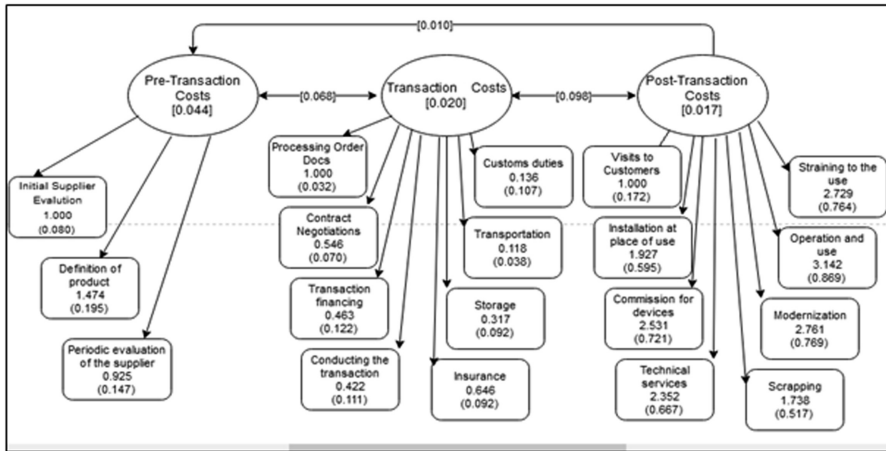 [0.010]
Pre-Transaction
Costs
[0.044]
[0.068]
Transaction Costs
[0.020]
[0.098]
Post-Transaction
Costs
[0.017]
Initial Supplier
Evalution
1.000
(0.080)
Definition of
product
1.474
(0.195)
Periodic evaluation
of the supplier
0.925
(0.147)
Processing Order
Docs
1.000
(0.032)
Contract
Negotiations
0.546
(0.070)
Transaction
financing
0.463
(0.122)
Conducting the
transaction
0.422
(0.111)
Customs duties
0.136
(0.107)
Transportation
0.118
(0.038)
Storage
0.317
(0.092)
Insurance
0.646
(0.092)
Visits to
Customers
1.000
(0.172)
Installation at
place of use
1.927
(0.595)
Commission for
devices
2.531
(0.721)
Technical
services
2.352
(0.667)
Straining to the
use
2.729
(0.764)
Operation and
use
3.142
(0.869)
Modernization
2.761
(0.769)
Scrapping
1.738
(0.517)